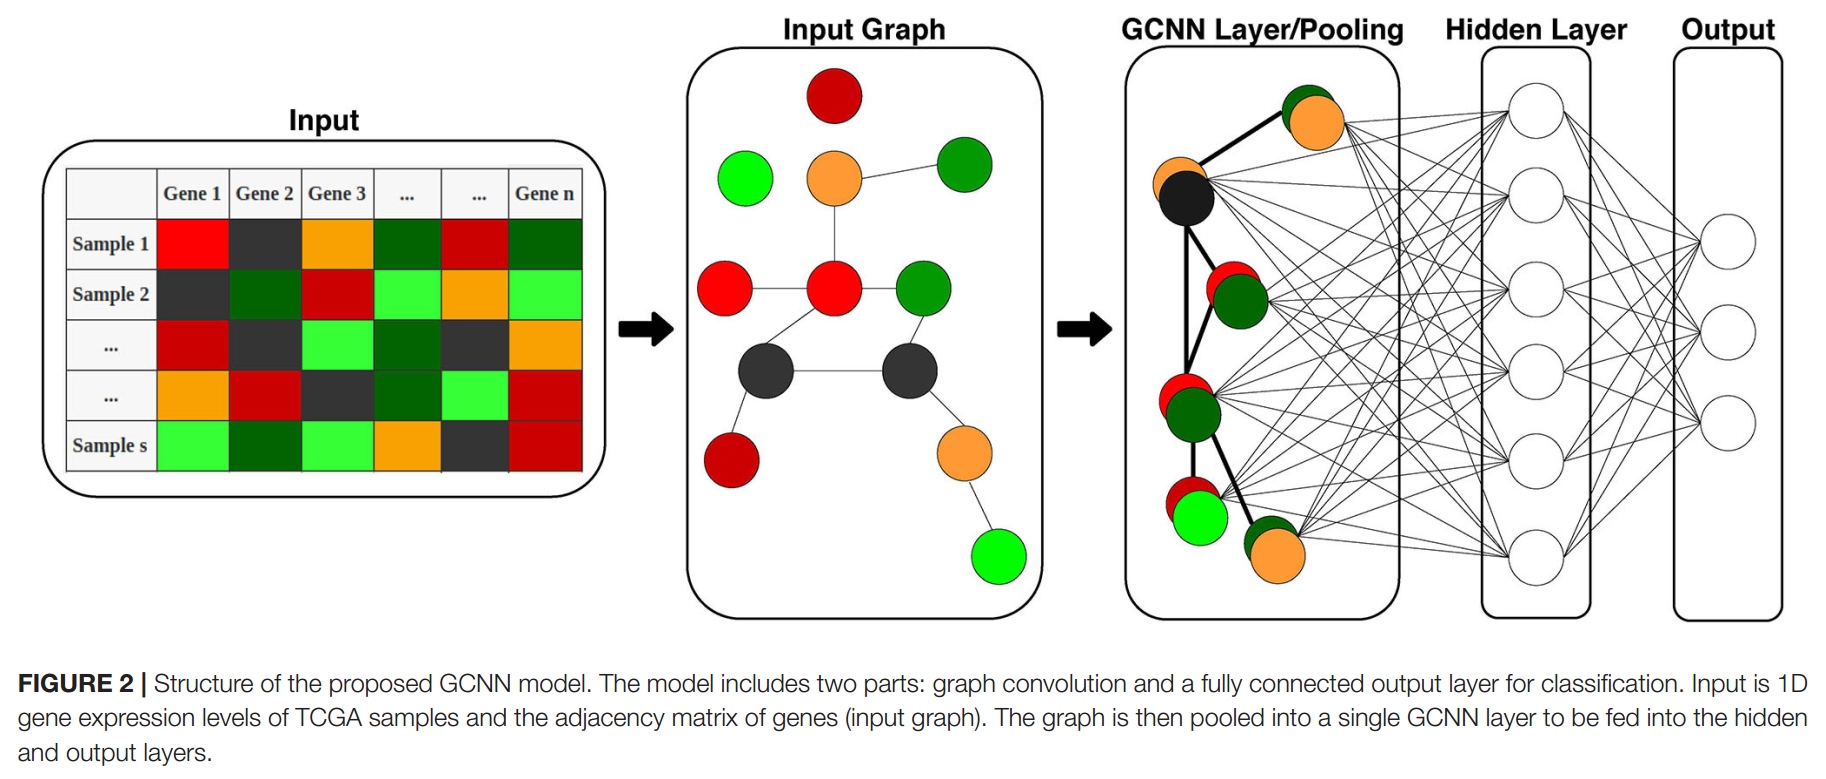 Input
Gene 1 Gene 2 Gene 3 ... ... Gene n
Sample 1
Sample 2
...
...
Sample s
Input Graph
GCNN Layer/Pooling
Hidden Layer
Output
FIGURE 2 | Structure of the proposed GCNN model. The model includes two parts: graph convolution and a fully connected output layer for classification. Input is 1D
gene expression levels of TCGA samples and the adjacency matrix of genes (input graph). The graph is then pooled into a single GCNN layer to be fed into the hidden
and output layers.